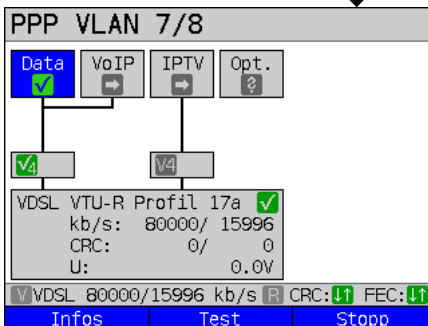 PPP VLAN 7/8
Data VoIP IPTV Opt.
?
V4 V4
VDSL VTU-R Profil 17a
kb/s: 80000/ 15996
CRC: 0/ 0
U: 0.0V
V VDSL 80000/15996 kb/s R CRC: FEC:
Infos Test Stopp